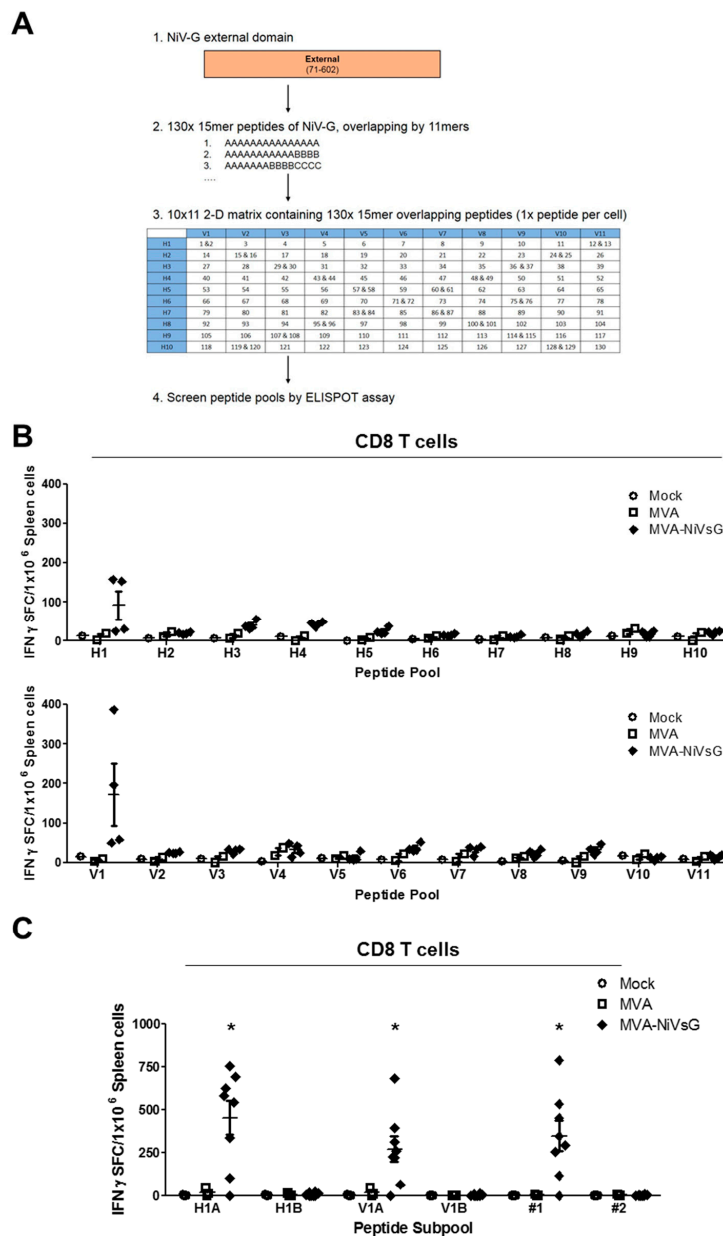 A
1. NiV-G external domain
External
(71-602)
2. 130x 15mer peptides of NiV-G, overlapping by 11mers
1. AAAAAAAAAAAAAAA
2. AAAAAAAAAAABBBB
3. AAAAAAABBBBCCCC
....
3. 10x11 2-D matrix containing 130x 15mer overlapping peptides (1x peptide per cell)
V1 V2 V3 V4 V5 V6 V7 V8 V9 V10 V11
H1 1 &2 3 4 5 6 7 8 9 10 11 12 & 13
H2 14 15 & 16 17 18 19 20 21 22 23 24 & 25 26
H3 27 28 29 & 30 31 32 33 34 35 36 & 37 38 39
H4 40 41 42 43 & 44 45 46 47 48 & 49 50 51 52
H5 53 54 55 56 57 & 58 59 60 & 61 62 63 64 65
H6 66 67 68 69 70 71 & 72 73 74 75 & 76 77 78
H7 79 80 81 82 83 & 84 85 86 & 87 88 89 90 91
H8 92 93 94 95 & 96 97 98 99 100 & 101 102 103 104
H9 105 106 107 & 108 109 110 111 112 113 114 & 115 116 117
H10 118 119 & 120 121 122 123 124 125 126 127 128 & 129 130
4. Screen peptide pools by ELISPOT assay
B
CD8 T cells
IFN γ SFC/1x10 6 Spleen cells
400
300
200
100
0
Mock
MVA
MVA-NiVsG
H1 H2 H3 H4 H5 H6 H7 H8 H9 H10
Peptide Pool
IFN γ SFC/1x10 6 Spleen cells
400
300
200
100
0
Mock
MVA
MVA-NiVsG
V1 V2 V3 V4 V5 V6 V7 V8 V9 V10 V11
Peptide Pool
C
CD8 T cells
Mock
MVA
MVA-NiVsG
IFN γ SFC/1x10 6 Spleen cells
1000
750
500
250
0
* * *
H1A H1B V1A V1B #1 #2
Peptide Subpool